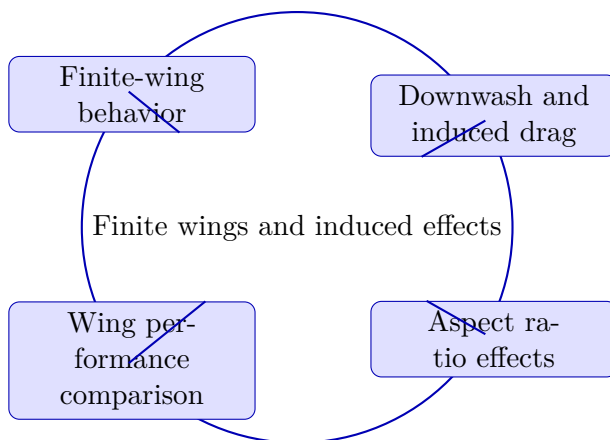 Finite-wing
behavior
Downwash and
induced drag
Finite wings and induced effects
Wing per-
formance
comparison
Aspect ra-
tio effects